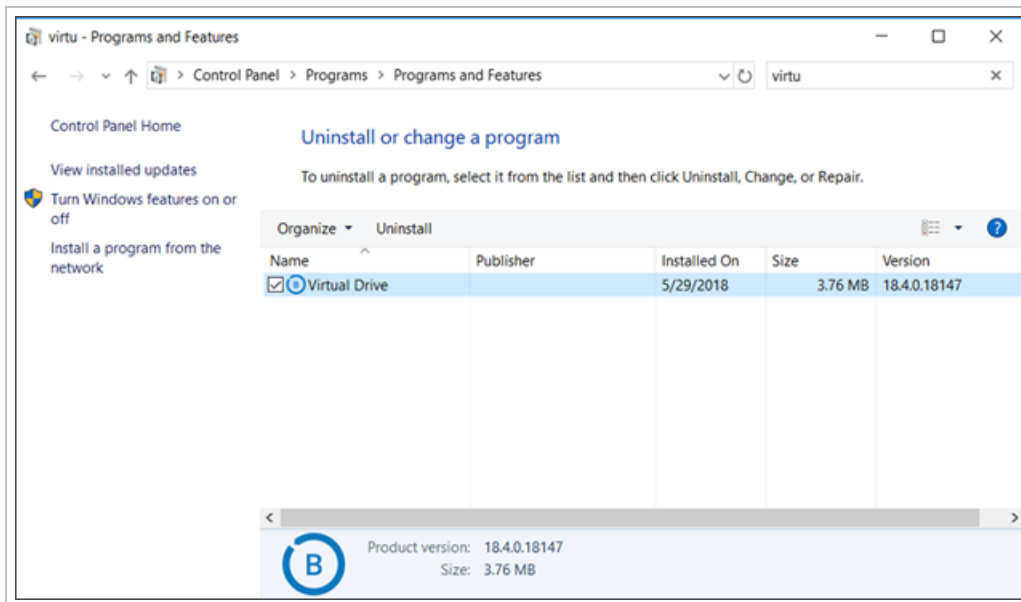 virtu - Programs and Features
Control Panel > Programs > Programs and Features
virtu
Control Panel Home
View installed updates
Turn Windows features on or
off
Install a program from the
network
Uninstall or change a program
To uninstall a program, select it from the list and then click Uninstall, Change, or Repair.
Organize Uninstall
?
Name Publisher Installed On Size Version
B Virtual Drive 5/29/2018 3.76 MB 18.4.0.18147
B
Product version: 18.4.0.18147
Size: 3.76 MB